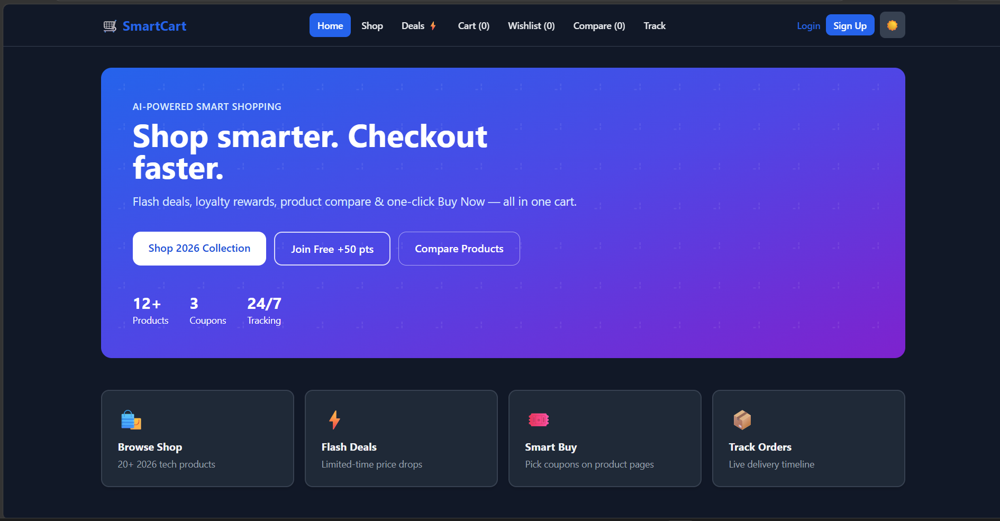 SmartCart
Home
Shop
Deals
Cart (0)
Wishlist (0)
Compare (0)
Track
Login
Sign Up
AI-POWERED SMART SHOPPING
Shop smarter. Checkout
faster.
Flash deals, loyalty rewards, product compare & one-click Buy Now — all in one cart.
Shop 2026 Collection
Join Free +50 pts
Compare Products
12+
Products
3
Coupons
24/7
Tracking
Browse Shop
20+ 2026 tech products
Flash Deals
Limited-time price drops
Smart Buy
Pick coupons on product pages
Track Orders
Live delivery timeline